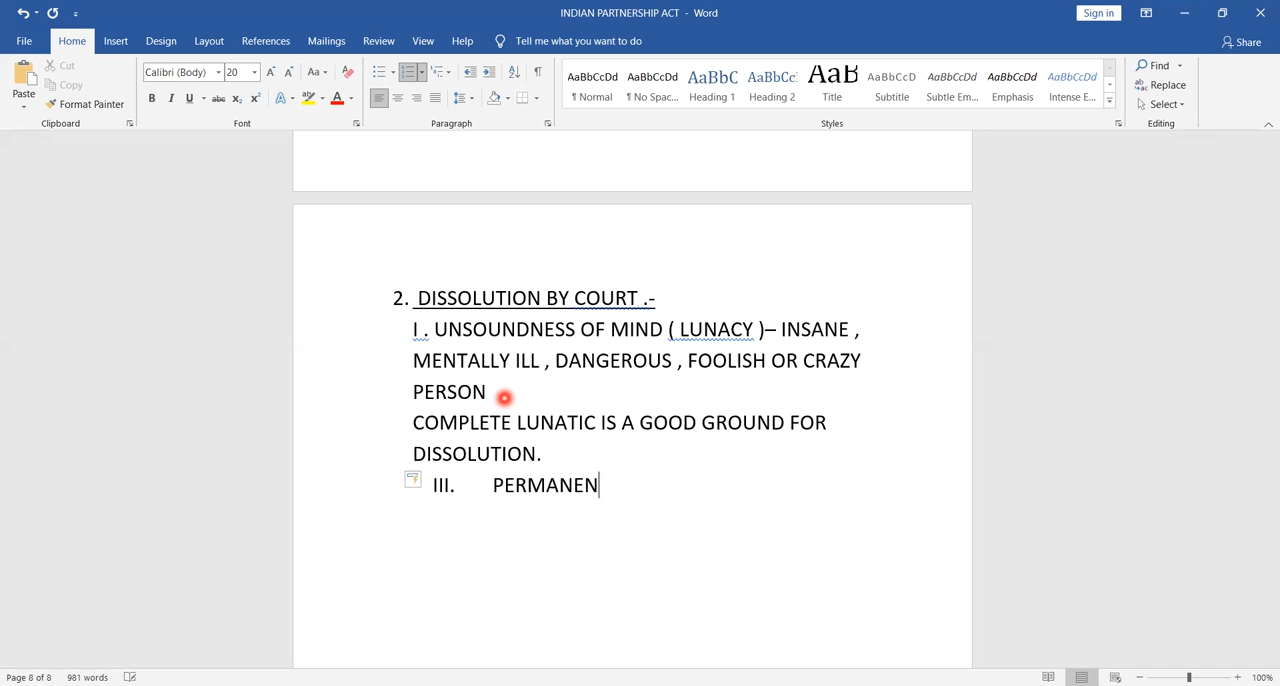 INDIAN PARTNERSHIP ACT - Word
Sign in
File Home Insert Design Layout References Mailings Review View Help Tell me what you want to do Share
Paste
Cut
Copy
Format Painter
Calibri (Body) 20
Aa
B I U abc X₂ X²
AaBbCcDd AaBbCcDd AaBbC AaBbCc AaB AaBbCcD AaBbCcDd AaBbCcDd AaBbCcDd
¶ Normal ¶ No Spac... Heading 1 Heading 2 Title Subtitle Subtle Em... Emphasis Intense E...
Find
Replace
Select
Clipboard Font Paragraph Styles Editing
2. DISSOLUTION BY COURT .-
I . UNSOUNDNESS OF MIND ( LUNACY )– INSANE ,
MENTALLY ILL , DANGEROUS , FOOLISH OR CRAZY
PERSON
COMPLETE LUNATIC IS A GOOD GROUND FOR
DISSOLUTION.
III. PERMANEN
Page 8 of 8 981 words 100%